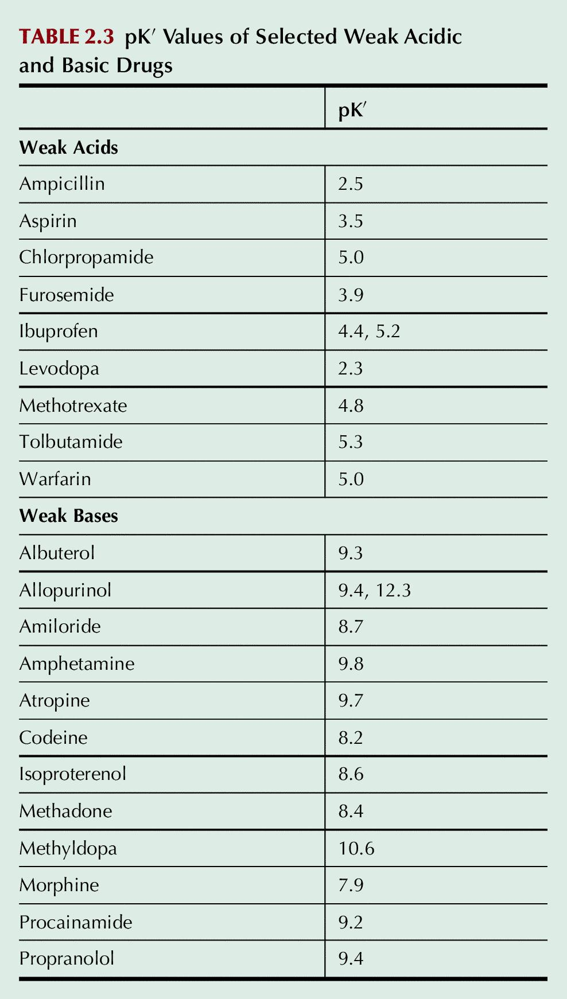 TABLE 2.3 pK′ Values of Selected Weak Acidic
and Basic Drugs
pK′
Weak Acids
Ampicillin 2.5
Aspirin 3.5
Chlorpropamide 5.0
Furosemide 3.9
Ibuprofen 4.4, 5.2
Levodopa 2.3
Methotrexate 4.8
Tolbutamide 5.3
Warfarin 5.0
Weak Bases
Albuterol 9.3
Allopurinol 9.4, 12.3
Amiloride 8.7
Amphetamine 9.8
Atropine 9.7
Codeine 8.2
Isoproterenol 8.6
Methadone 8.4
Methyldopa 10.6
Morphine 7.9
Procainamide 9.2
Propranolol 9.4